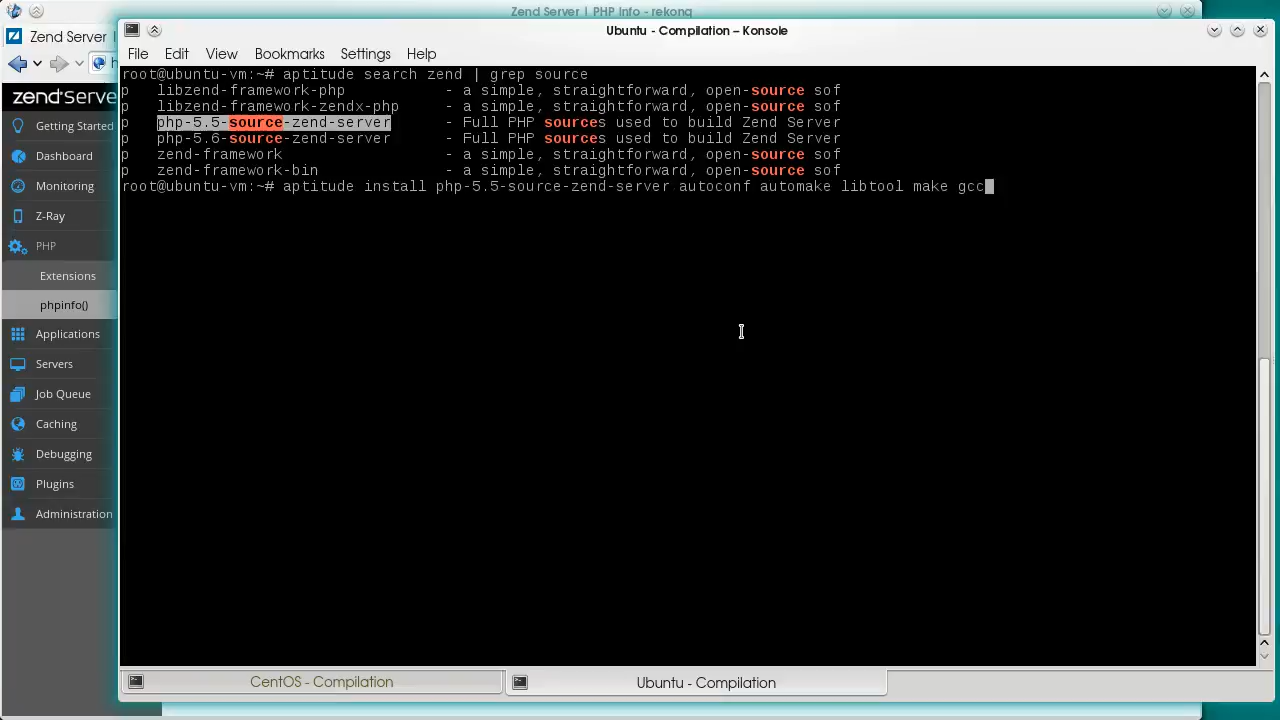 Zend Server | PHP Info - rekonq
Zend Server |
Ubuntu - Compilation – Konsole
File Edit View Bookmarks Settings Help
root@ubuntu-vm:~# aptitude search zend | grep source
p libzend-framework-php - a simple, straightforward, open-source sof
p libzend-framework-zendx-php - a simple, straightforward, open-source sof
p php-5.5-source-zend-server - Full PHP sources used to build Zend Server
p php-5.6-source-zend-server - Full PHP sources used to build Zend Server
p zend-framework - a simple, straightforward, open-source sof
p zend-framework-bin - a simple, straightforward, open-source sof
root@ubuntu-vm:~# aptitude install php-5.5-source-zend-server autoconf automake libtool make gcc
zend Serve
Getting Started
Dashboard
Monitoring
Z-Ray
PHP
Extensions
phpinfo()
Applications
Servers
Job Queue
Caching
Debugging
Plugins
Administration
CentOS - Compilation
Ubuntu - Compilation